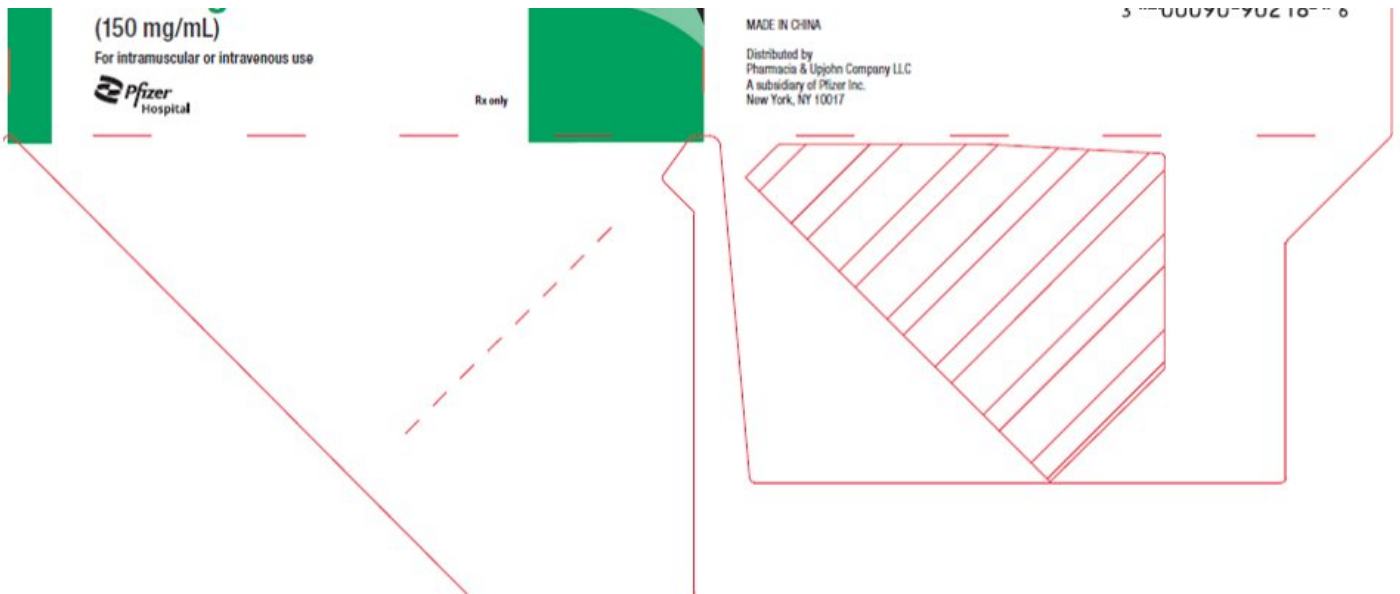 (150 mg/mL)
For intramuscular or intravenous use
Pfizer
Hospital
Rx only
MADE IN CHINA
Distributed by
Pharmacia & Upjohn Company LLC
A subsidiary of Pfizer Inc.
New York, NY 10017